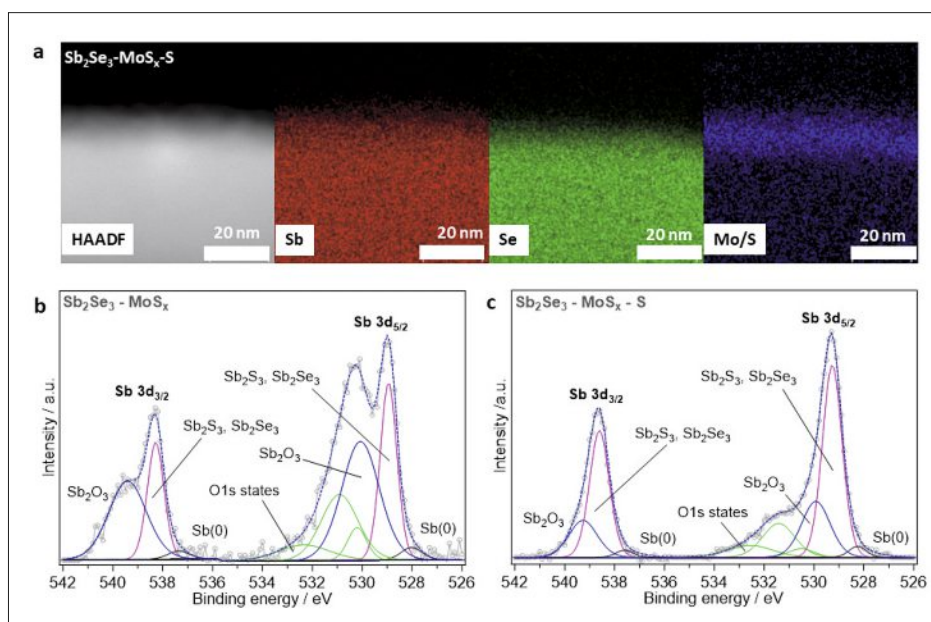 a
Sb₂Se₃-MoSₓ-S
20 nm
20 nm
20 nm
20 nm
HAADF
Sb
Se
Mo/S
b
Sb₂Se₃ - MoSₓ
Sb 3d₅/₂
Sb₂S₃, Sb₂Se₃
Sb 3d₃/₂
Sb₂S₃, Sb₂Se₃
Sb₂O₃
Sb₂O₃
O1s states
Sb(0)
Sb(0)
Intensity / a.u.
542 540 538 536 534 532 530 528 526
Binding energy / eV
c
Sb₂Se₃ - MoSₓ - S
Sb 3d₅/₂
Sb₂S₃, Sb₂Se₃
Sb 3d₃/₂
Sb₂S₃, Sb₂Se₃
Sb₂O₃
O1s states
Sb₂O₃
Sb(0)
Sb(0)
Intensity / a.u.
542 540 538 536 534 532 530 528 526
Binding energy / eV